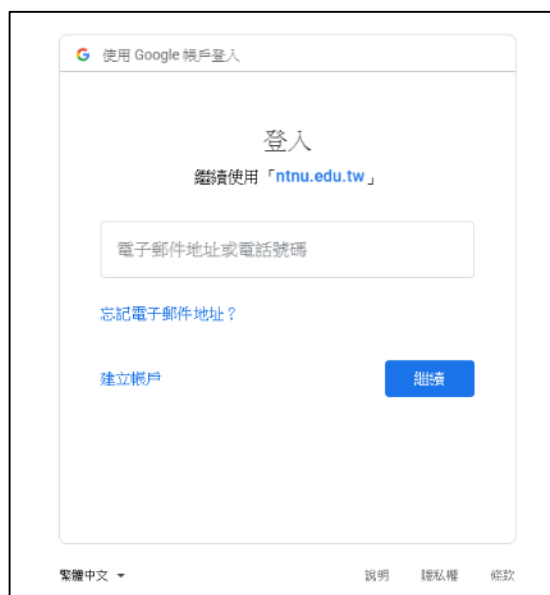 使用 Google 帳戶登入
登入
繼續使用「ntnu.edu.tw」
電子郵件地址或電話號碼
忘記電子郵件地址？
建立帳戶
繼續
繁體中文
說明 隱私權 條款